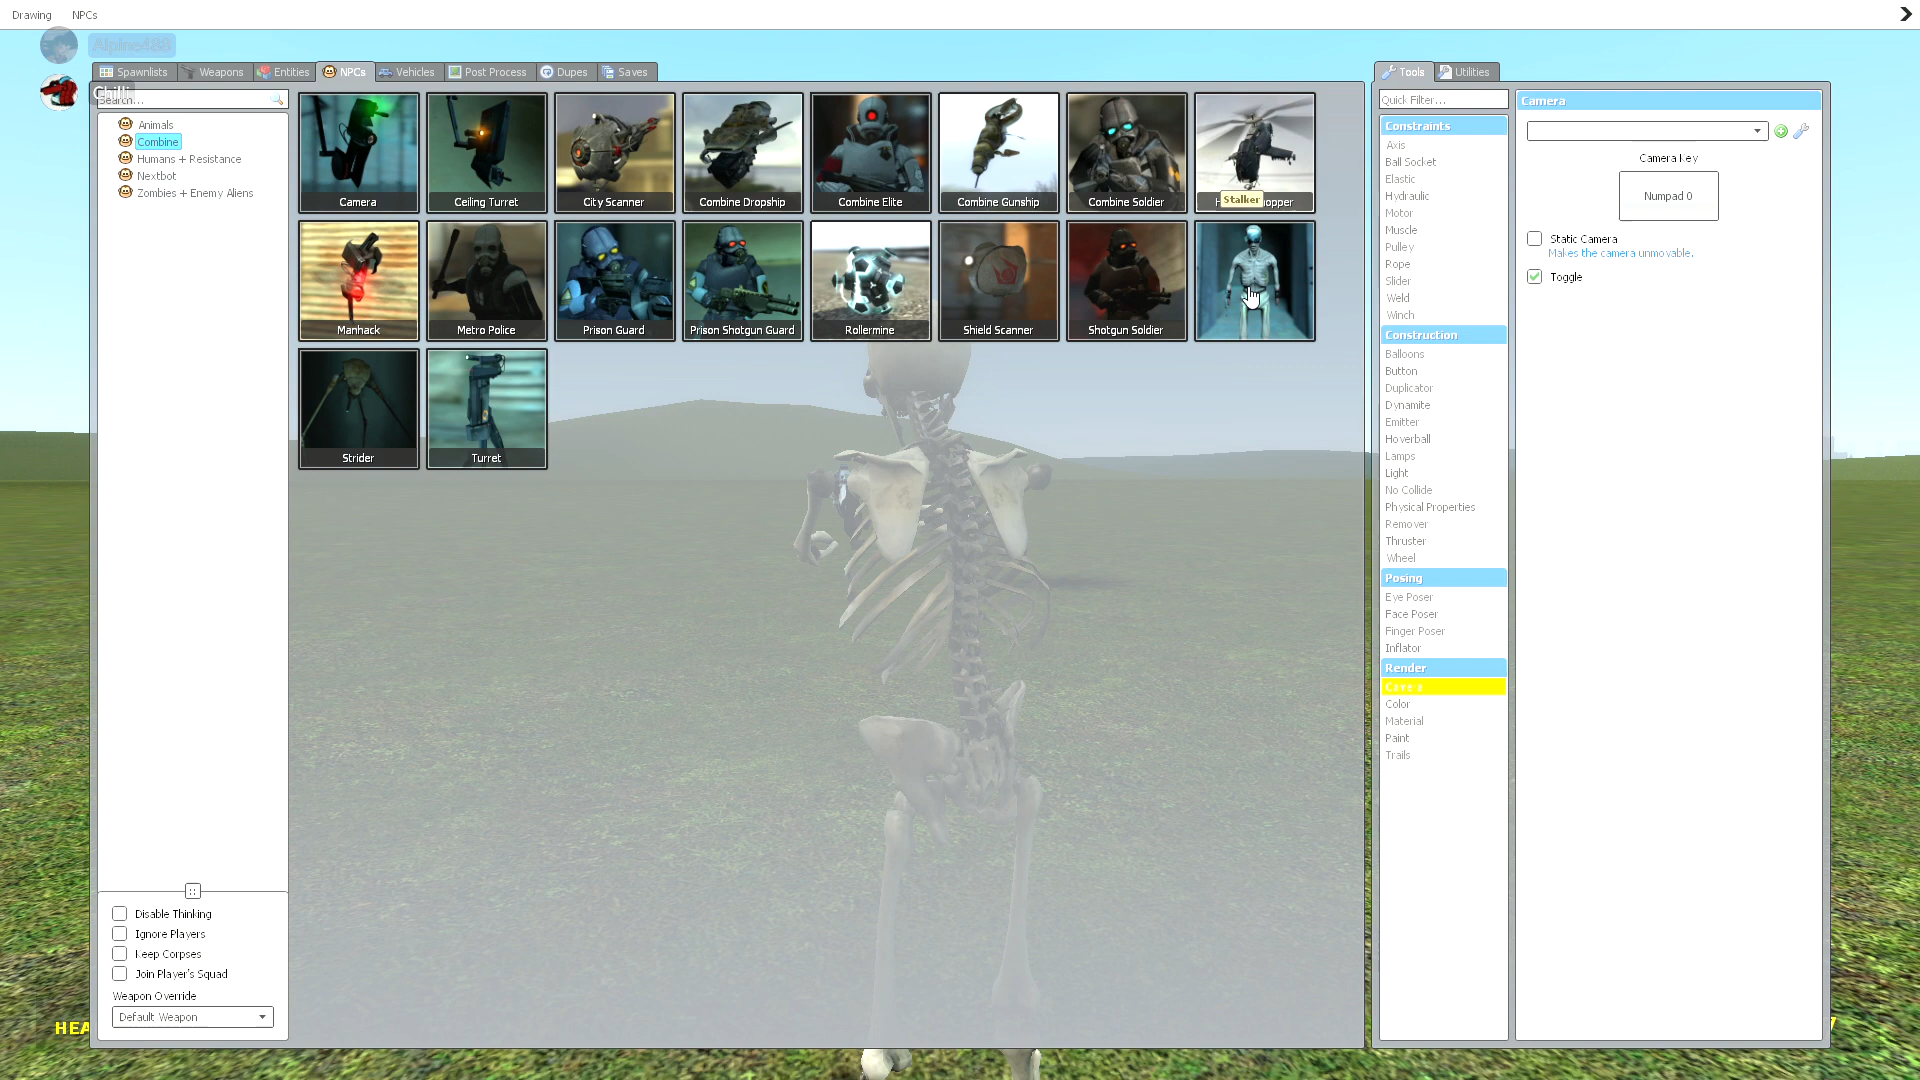 Drawing NPCs
Alpino488
Spawnlists Weapons Entities NPCs Vehicles Post Process Dupes Saves
Chilli
Search...
Animals
Combine
Humans + Resistance
Nextbot
Zombies + Enemy Aliens
Camera
Ceiling Turret
City Scanner
Combine Dropship
Combine Elite
Combine Gunship
Combine Soldier
Stalker
Manhack
Metro Police
Prison Guard
Prison Shotgun Guard
Rollermine
Shield Scanner
Shotgun Soldier
Strider
Turret
Disable Thinking
Ignore Players
Keep Corpses
Join Player's Squad
Weapon Override
Default Weapon
HEA
Tools Utilities
Quick Filter...
Constraints
Axis
Ball Socket
Elastic
Hydraulic
Motor
Muscle
Pulley
Rope
Slider
Weld
Winch
Construction
Balloons
Button
Duplicator
Dynamite
Emitter
Hoverball
Lamps
Light
No Collide
Physical Properties
Remover
Thruster
Wheel
Posing
Eye Poser
Face Poser
Finger Poser
Inflator
Render
Camera
Color
Material
Paint
Trails
Camera
Camera Key
Numpad 0
Static Camera
Makes the camera unmovable.
Toggle